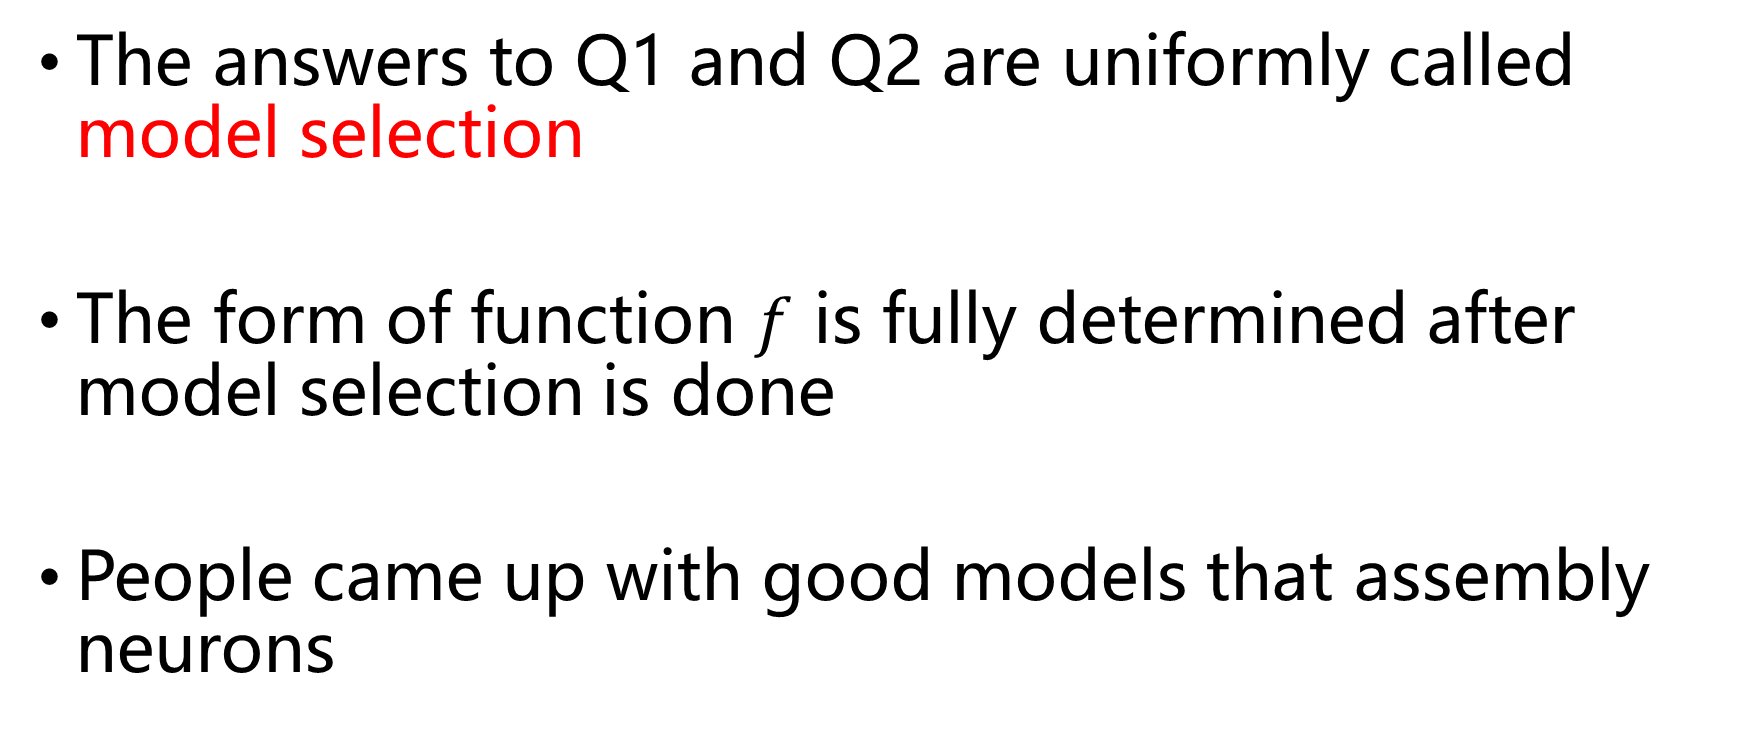 • The answers to Q1 and Q2 are uniformly called
model selection
• The form of function f is fully determined after
model selection is done
• People came up with good models that assembly
neurons